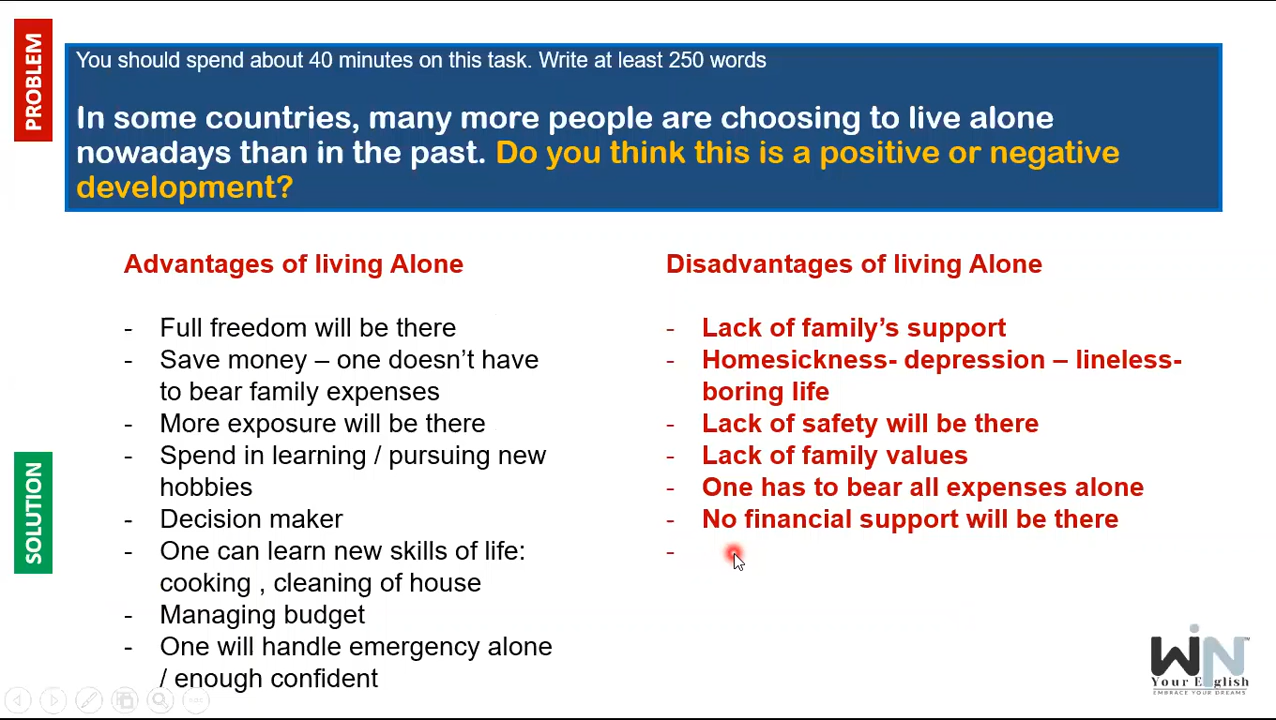 PROBLEM
You should spend about 40 minutes on this task. Write at least 250 words
In some countries, many more people are choosing to live alone
nowadays than in the past. Do you think this is a positive or negative
development?
Advantages of living Alone
- Full freedom will be there
- Save money – one doesn't have
to bear family expenses
- More exposure will be there
- Spend in learning / pursuing new
hobbies
- Decision maker
- One can learn new skills of life:
cooking , cleaning of house
- Managing budget
- One will handle emergency alone
/ enough confident
Disadvantages of living Alone
- Lack of family's support
- Homesickness- depression – lineless-
boring life
- Lack of safety will be there
- Lack of family values
- One has to bear all expenses alone
- No financial support will be there
-
SOLUTION
WiN
Your Eglish
EMBRACE YOUR DREAMS